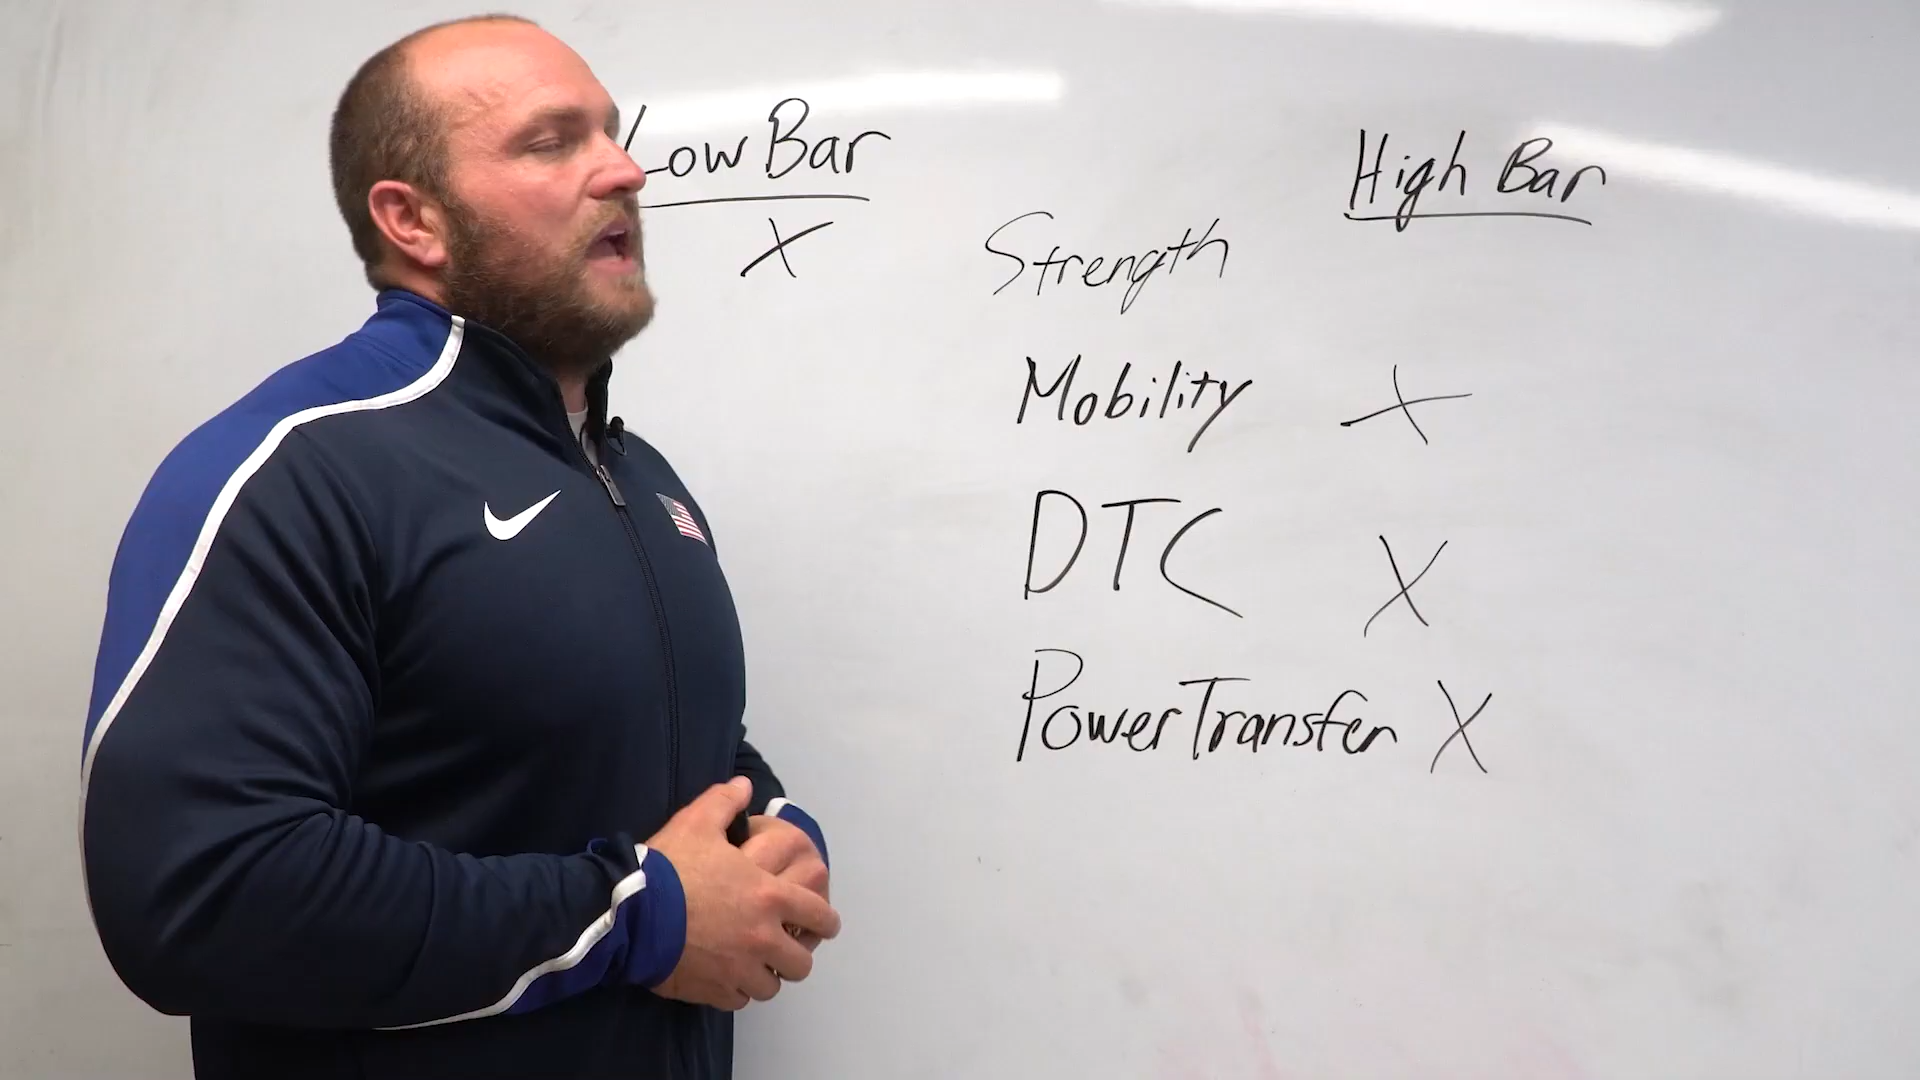 Low Bar
High Bar
X
Strength
Mobility X
DTC X
Power Transfer X